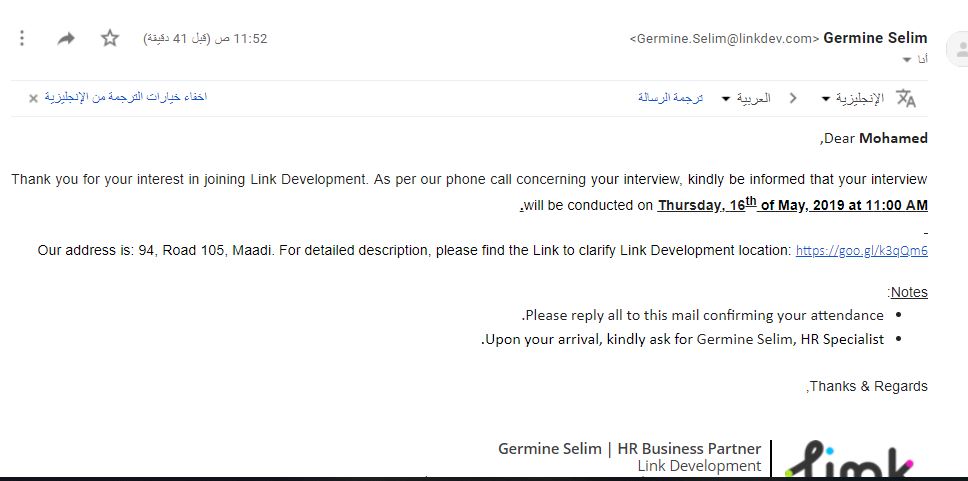 Germine Selim <Germine.Selim@linkdev.com>
11:52 ص (قبل 41 دقيقة)
أنا
الإنجليزية > العربية ترجمة الرسالة
اخفاء خيارات الترجمة من الإنجليزية x
Dear Mohamed,
Thank you for your interest in joining Link Development. As per our phone call concerning your interview, kindly be informed that your interview
will be conducted on Thursday, 16th of May, 2019 at 11:00 AM.
Our address is: 94, Road 105, Maadi. For detailed description, please find the Link to clarify Link Development location: https://goo.gl/k3qQm6
Notes:
• Please reply all to this mail confirming your attendance.
• Upon your arrival, kindly ask for Germine Selim, HR Specialist.
Thanks & Regards,
Germine Selim | HR Business Partner
Link Development
link